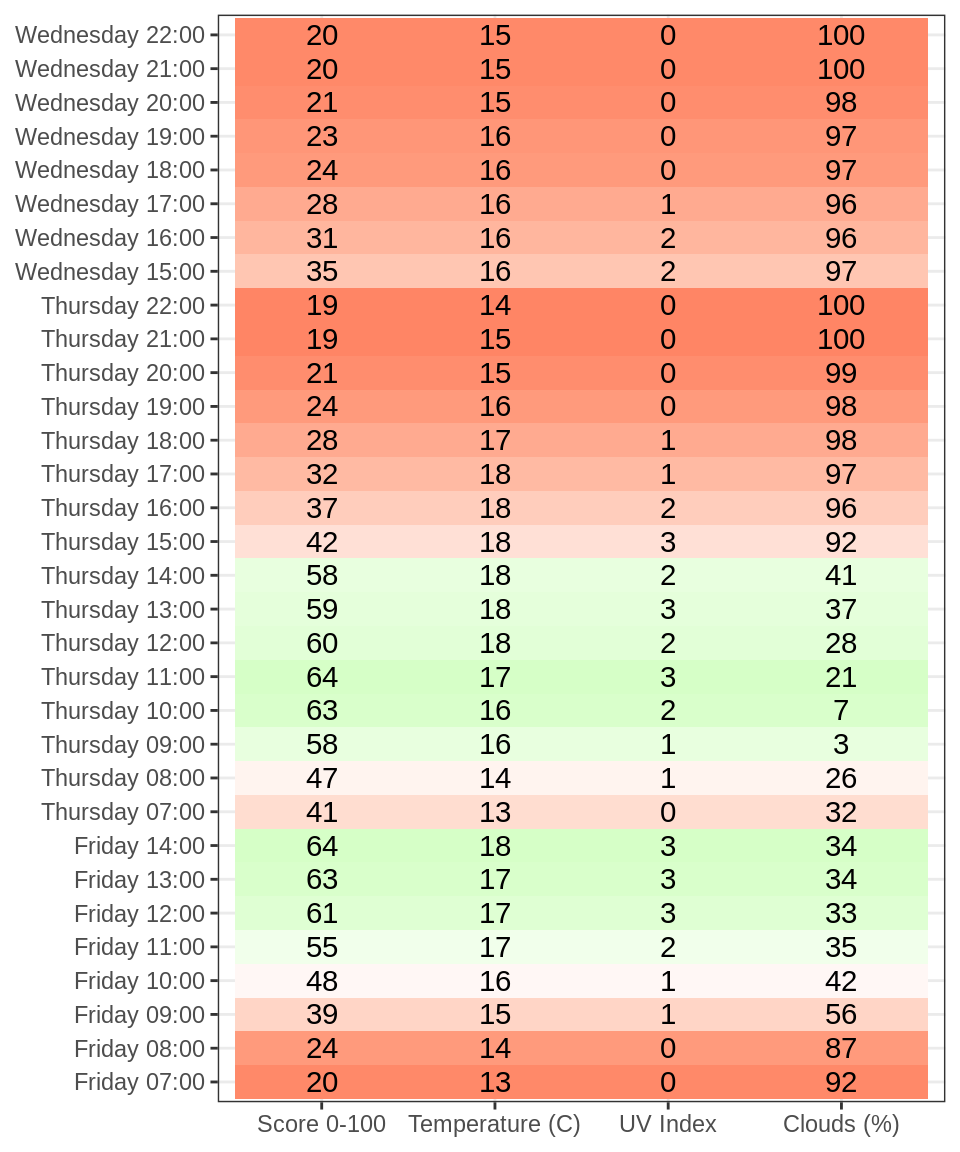 Wednesday 22:00 20 15 0 100
Wednesday 21:00 20 15 0 100
Wednesday 20:00 21 15 0 98
Wednesday 19:00 23 16 0 97
Wednesday 18:00 24 16 0 97
Wednesday 17:00 28 16 1 96
Wednesday 16:00 31 16 2 96
Wednesday 15:00 35 16 2 97
Thursday 22:00 19 14 0 100
Thursday 21:00 19 15 0 100
Thursday 20:00 21 15 0 99
Thursday 19:00 24 16 0 98
Thursday 18:00 28 17 1 98
Thursday 17:00 32 18 1 97
Thursday 16:00 37 18 2 96
Thursday 15:00 42 18 3 92
Thursday 14:00 58 18 2 41
Thursday 13:00 59 18 3 37
Thursday 12:00 60 18 2 28
Thursday 11:00 64 17 3 21
Thursday 10:00 63 16 2 7
Thursday 09:00 58 16 1 3
Thursday 08:00 47 14 1 26
Thursday 07:00 41 13 0 32
Friday 14:00 64 18 3 34
Friday 13:00 63 17 3 34
Friday 12:00 61 17 3 33
Friday 11:00 55 17 2 35
Friday 10:00 48 16 1 42
Friday 09:00 39 15 1 56
Friday 08:00 24 14 0 87
Friday 07:00 20 13 0 92
Score 0-100 Temperature (C) UV Index Clouds (%)